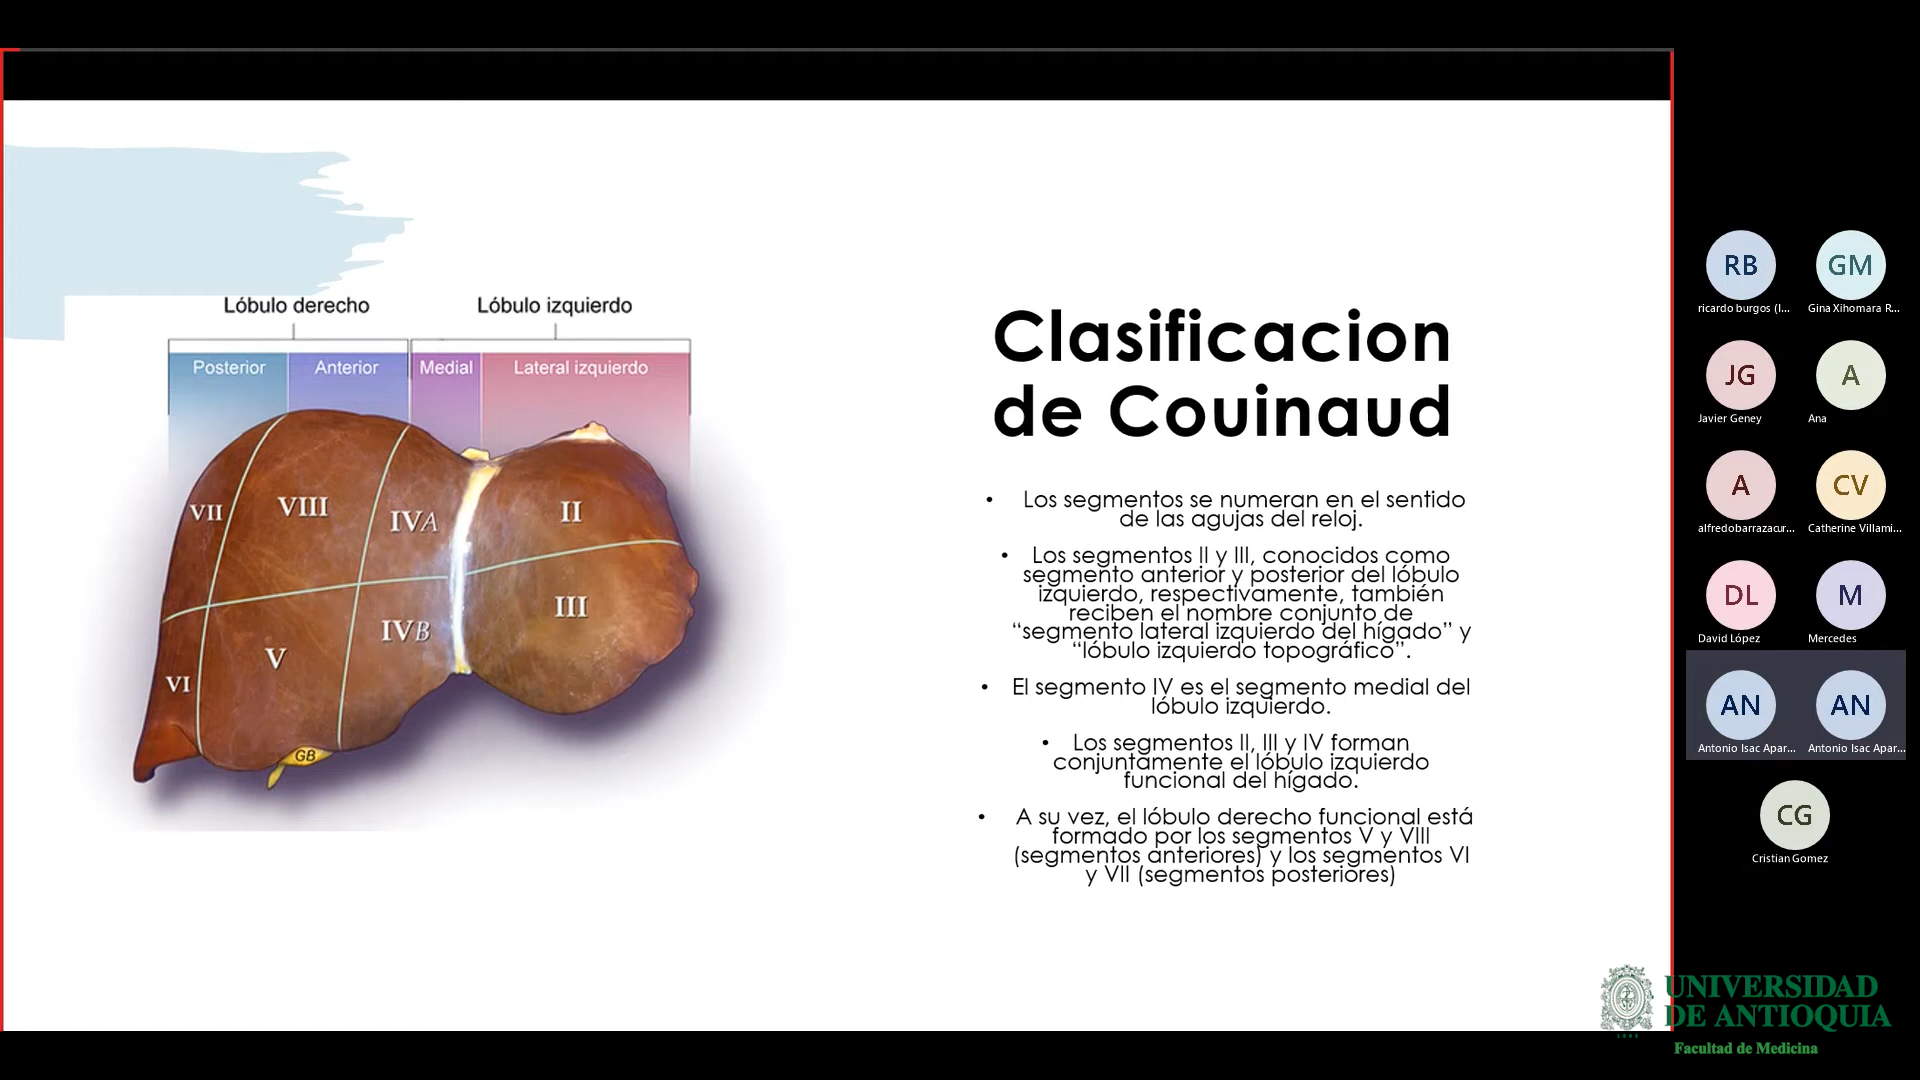 Lóbulo derecho
Lóbulo izquierdo
Posterior
Anterior
Medial
Lateral izquierdo
VII
VIII
IVA
II
III
IVB
V
VI
GB
Clasificacion
de Couinaud
• Los segmentos se numeran en el sentido
de las agujas del reloj.
• Los segmentos II y III, conocidos como
segmento anterior y posterior del lóbulo
izquierdo, respectivamente, también
reciben el nombre conjunto de
“segmento lateral izquierdo del hígado” y
“lóbulo izquierdo topográfico”.
• El segmento IV es el segmento medial del
lóbulo izquierdo.
• Los segmentos II, III y IV forman
conjuntamente el lóbulo izquierdo
funcional del hígado.
• A su vez, el lóbulo derecho funcional está
formado por los segmentos V y VIII
(segmentos anteriores) y los segmentos VI
y VII (segmentos posteriores)
RB
ricardo burgos (I...
GM
Gina Xihomara R...
JG
Javier Geney
A
Ana
A
alfredobarrazacur...
CV
Catherine Villami...
DL
David López
M
Mercedes
AN
Antonio Isac Apar...
AN
Antonio Isac Apar...
CG
Cristian Gomez
UNIVERSIDAD
DE ANTIOQUIA
Facultad de Medicina